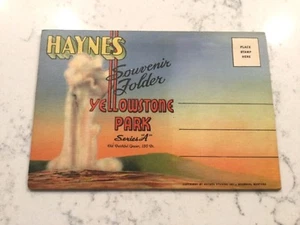 HAYNES
Souvenir
Folder
YELLOWSTONE
PARK
Series "A"
PLACE
STAMP
HERE